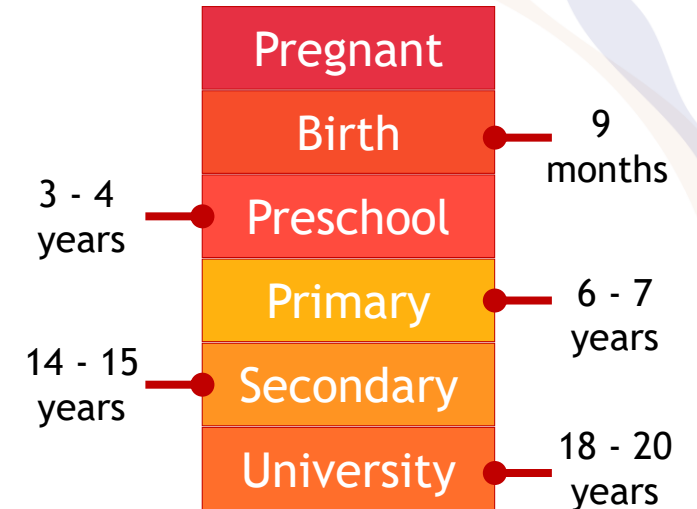 Pregnant
Birth
9
months
3 - 4
years
Preschool
Primary
6 - 7
years
14 - 15
years
Secondary
University
18 - 20
years